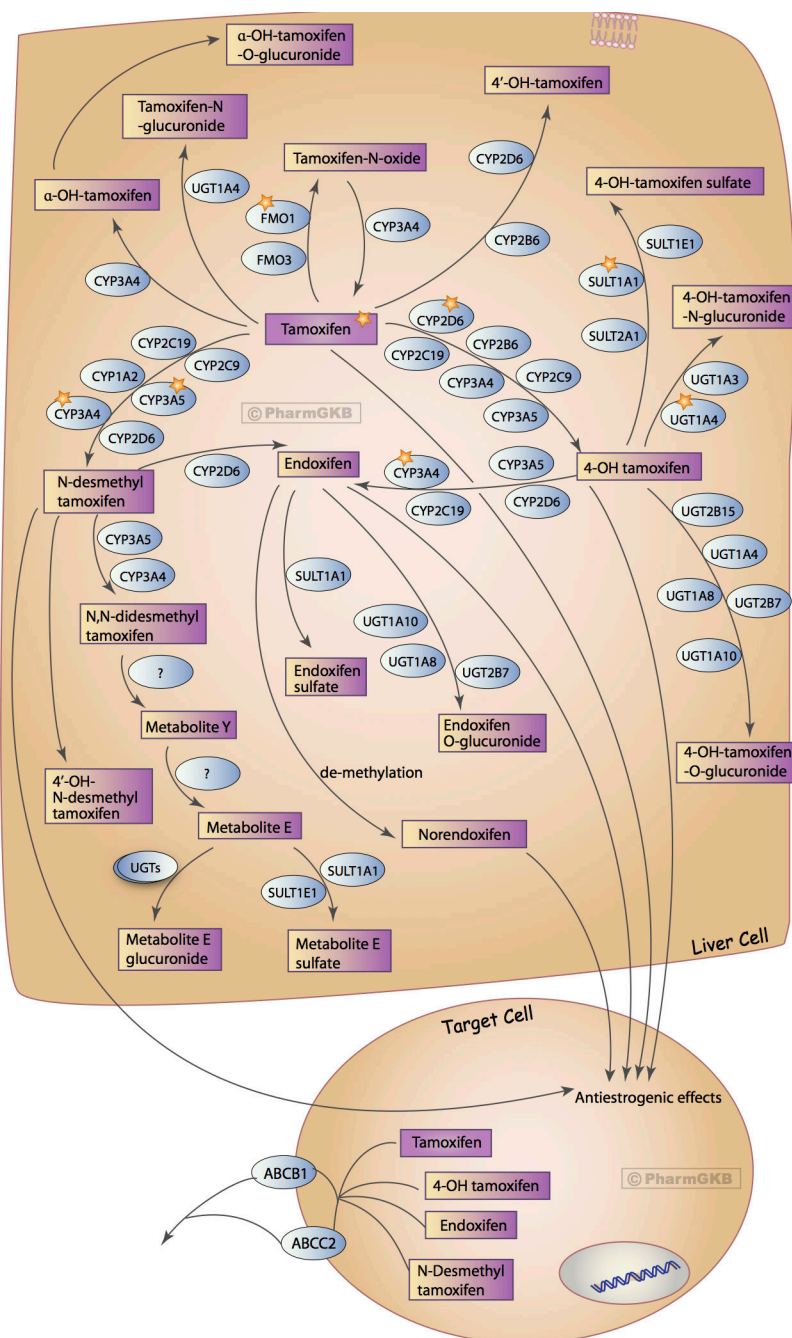 α-OH-tamoxifen
-O-glucuronide
4′-OH-tamoxifen
Tamoxifen-N
-glucuronide
Tamoxifen-N-oxide
CYP2D6
UGT1A4
4-OH-tamoxifen sulfate
α-OH-tamoxifen
FMO1
CYP3A4
CYP2B6
SULT1E1
FMO3
CYP3A4
SULT1A1
4-OH-tamoxifen
-N-glucuronide
Tamoxifen
CYP2D6
CYP2B6
SULT2A1
CYP2C19
CYP2C9
CYP2C19
CYP3A4
CYP2C9
UGT1A3
CYP1A2
CYP3A5
CYP3A4
CYP3A5
UGT1A4
© PharmGKB
CYP2D6
N-desmethyl
tamoxifen
CYP2D6
Endoxifen
CYP3A4
CYP3A5
4-OH tamoxifen
CYP2C19
CYP2D6
UGT2B15
CYP3A5
CYP3A4
SULT1A1
UGT1A4
UGT1A8
UGT2B7
N,N-didesmethyl
tamoxifen
UGT1A10
UGT1A8
UGT2B7
UGT1A10
?
Endoxifen
sulfate
Metabolite Y
Endoxifen
O-glucuronide
4-OH-tamoxifen
-O-glucuronide
?
de-methylation
4′-OH-
N-desmethyl
tamoxifen
Metabolite E
Norendoxifen
UGTs
SULT1A1
SULT1E1
Metabolite E
glucuronide
Metabolite E
sulfate
Liver Cell
Target Cell
Antiestrogenic effects
Tamoxifen
ABCB1
4-OH tamoxifen
© PharmGKB
Endoxifen
ABCC2
N-Desmethyl
tamoxifen